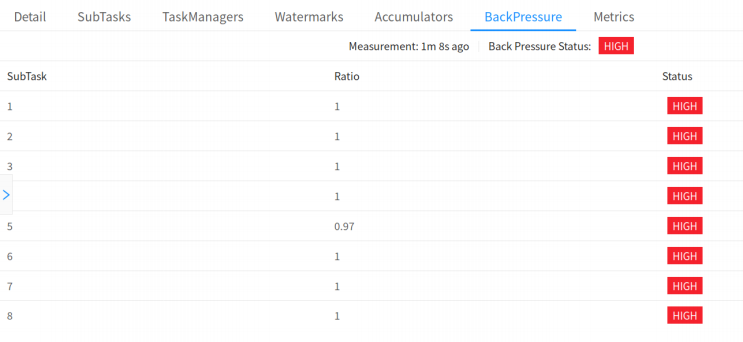 Detail SubTasks TaskManagers Watermarks Accumulators BackPressure Metrics
Measurement: 1m 8s ago Back Pressure Status: HIGH
SubTask Ratio Status
1 1 HIGH
2 1 HIGH
3 1 HIGH
1 HIGH
5 0.97 HIGH
6 1 HIGH
7 1 HIGH
8 1 HIGH